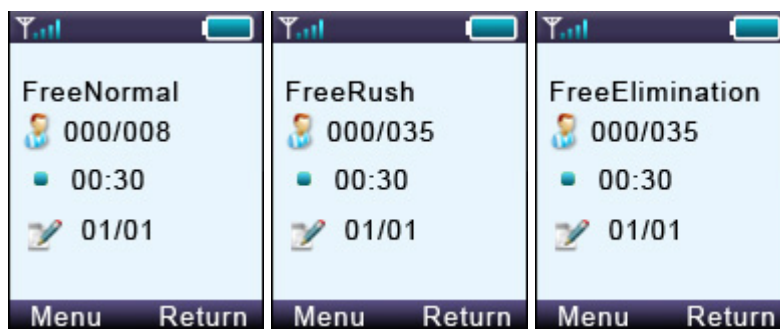 FreeNormal
000/008
00:30
01/01
Menu Return
FreeRush
000/035
00:30
01/01
Menu Return
FreeElimination
000/035
00:30
01/01
Menu Return